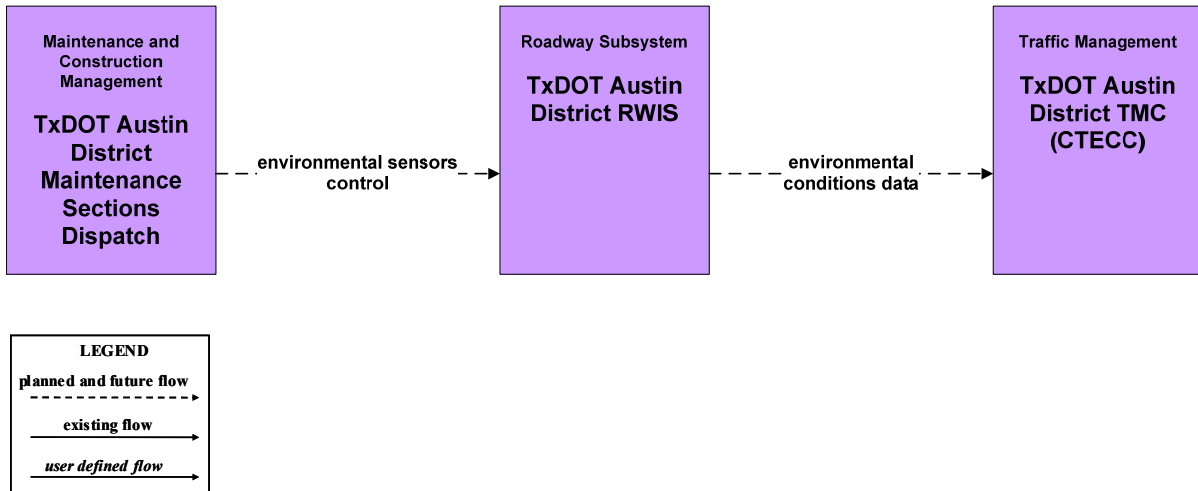 Maintenance and
Construction
Management
TxDOT Austin
District
Maintenance
Sections
Dispatch
environmental sensors
control
Roadway Subsystem
TxDOT Austin
District RWIS
environmental
conditions data
Traffic Management
TxDOT Austin
District TMC
(CTECC)
LEGEND
planned and future flow
existing flow
user defined flow